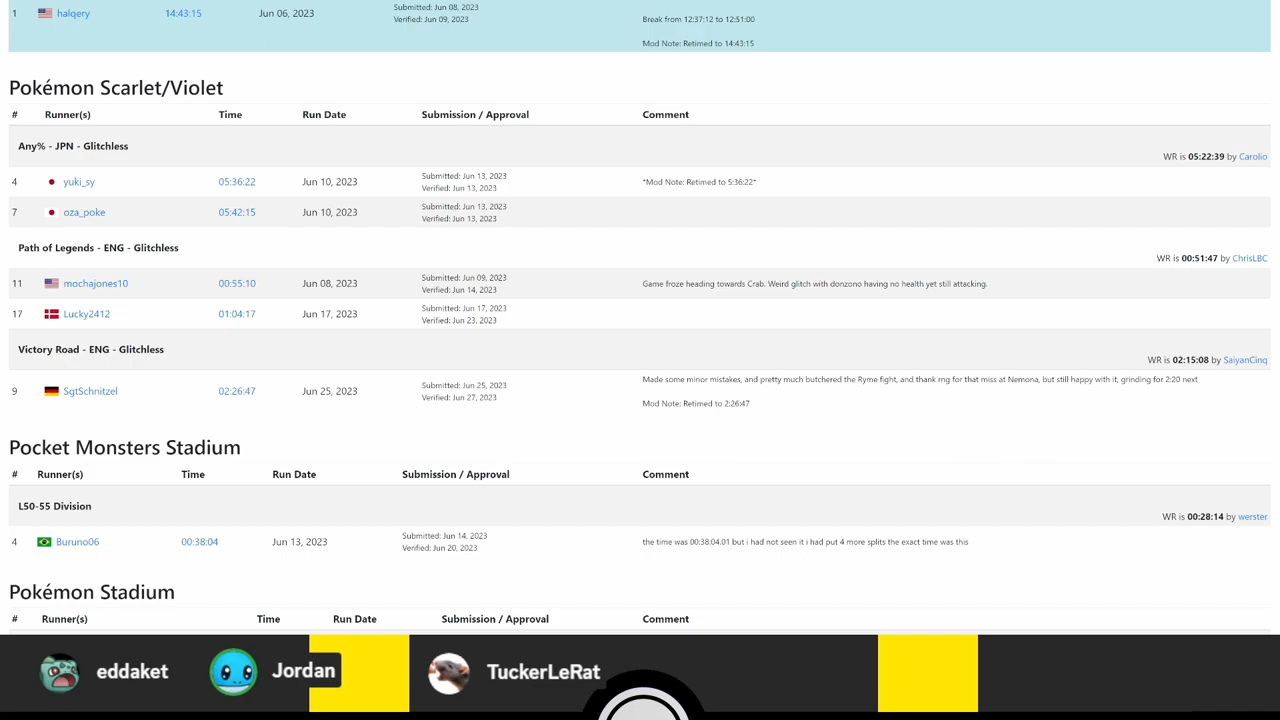 1 halqery 14:43:15 Jun 06, 2023 Submitted: Jun 08, 2023
Verified: Jun 09, 2023 Break from 12:37:12 to 12:51:00
Mod Note: Retimed to 14:43:15
Pokémon Scarlet/Violet
# Runner(s) Time Run Date Submission / Approval Comment
Any% - JPN - Glitchless
WR is 05:22:39 by Carolio
4 yuki_sy 05:36:22 Jun 10, 2023 Submitted: Jun 13, 2023 *Mod Note: Retimed to 5:36:22*
Verified: Jun 13, 2023
7 oza_poke 05:42:15 Jun 10, 2023 Submitted: Jun 13, 2023
Verified: Jun 13, 2023
Path of Legends - ENG - Glitchless
WR is 00:51:47 by ChrisLBC
11 mochajones10 00:55:10 Jun 08, 2023 Submitted: Jun 09, 2023 Game froze heading towards Crab. Weird glitch with donzono having no health yet still attacking.
Verified: Jun 14, 2023
17 Lucky2412 01:04:17 Jun 17, 2023 Submitted: Jun 17, 2023
Verified: Jun 23, 2023
Victory Road - ENG - Glitchless
WR is 02:15:08 by SaiyanCinq
Made some minor mistakes, and pretty much butchered the Ryme fight, and thank rng for that miss at Nemona, but still happy with it, grinding for 2:20 next
9 SgtSchnitzel 02:26:47 Jun 25, 2023 Submitted: Jun 25, 2023
Verified: Jun 27, 2023
Mod Note: Retimed to 2:26:47
Pocket Monsters Stadium
# Runner(s) Time Run Date Submission / Approval Comment
L50-55 Division
WR is 00:28:14 by werster
4 Buruno06 00:38:04 Jun 13, 2023 Submitted: Jun 14, 2023 the time was 00:38:04.01 but i had not seen it i had put 4 more splits the exact time was this
Verified: Jun 20, 2023
Pokémon Stadium
# Runner(s) Time Run Date Submission / Approval Comment
eddaket Jordan TuckerLeRat